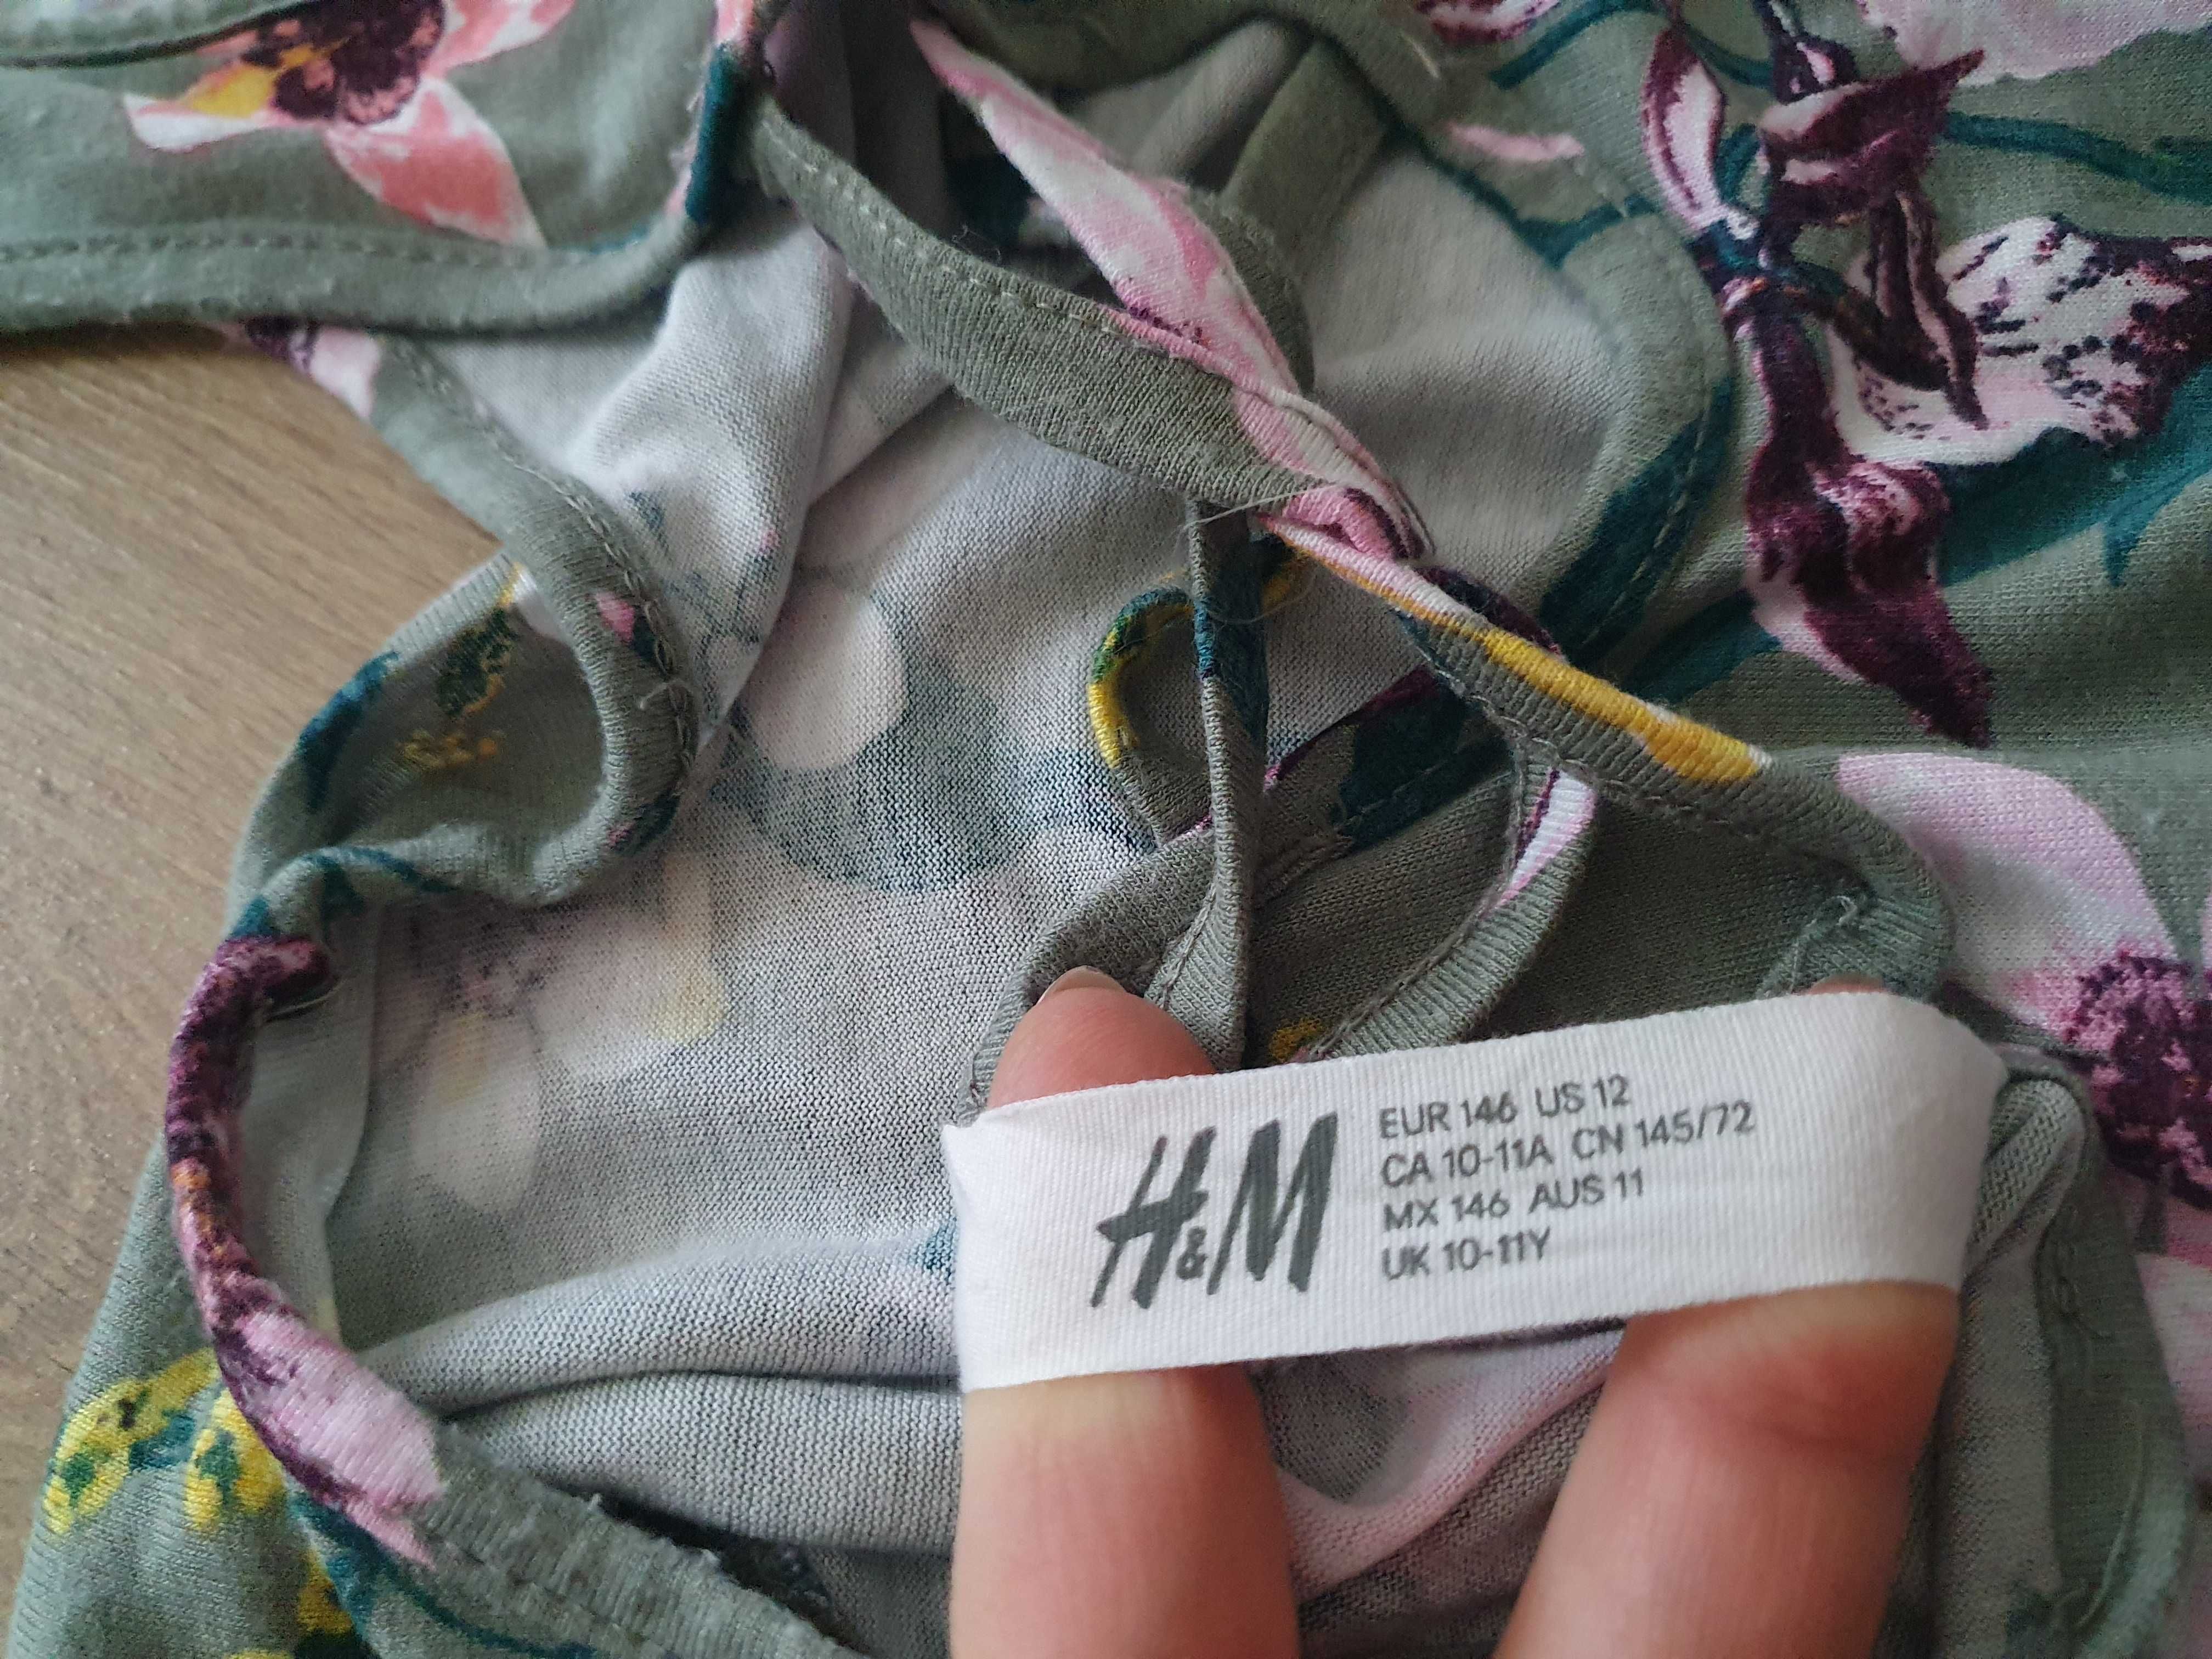 H&M
EUR 146 US 12
CA 10-11A CN 145/72
MX 146 AUS 11
UK 10-11Y